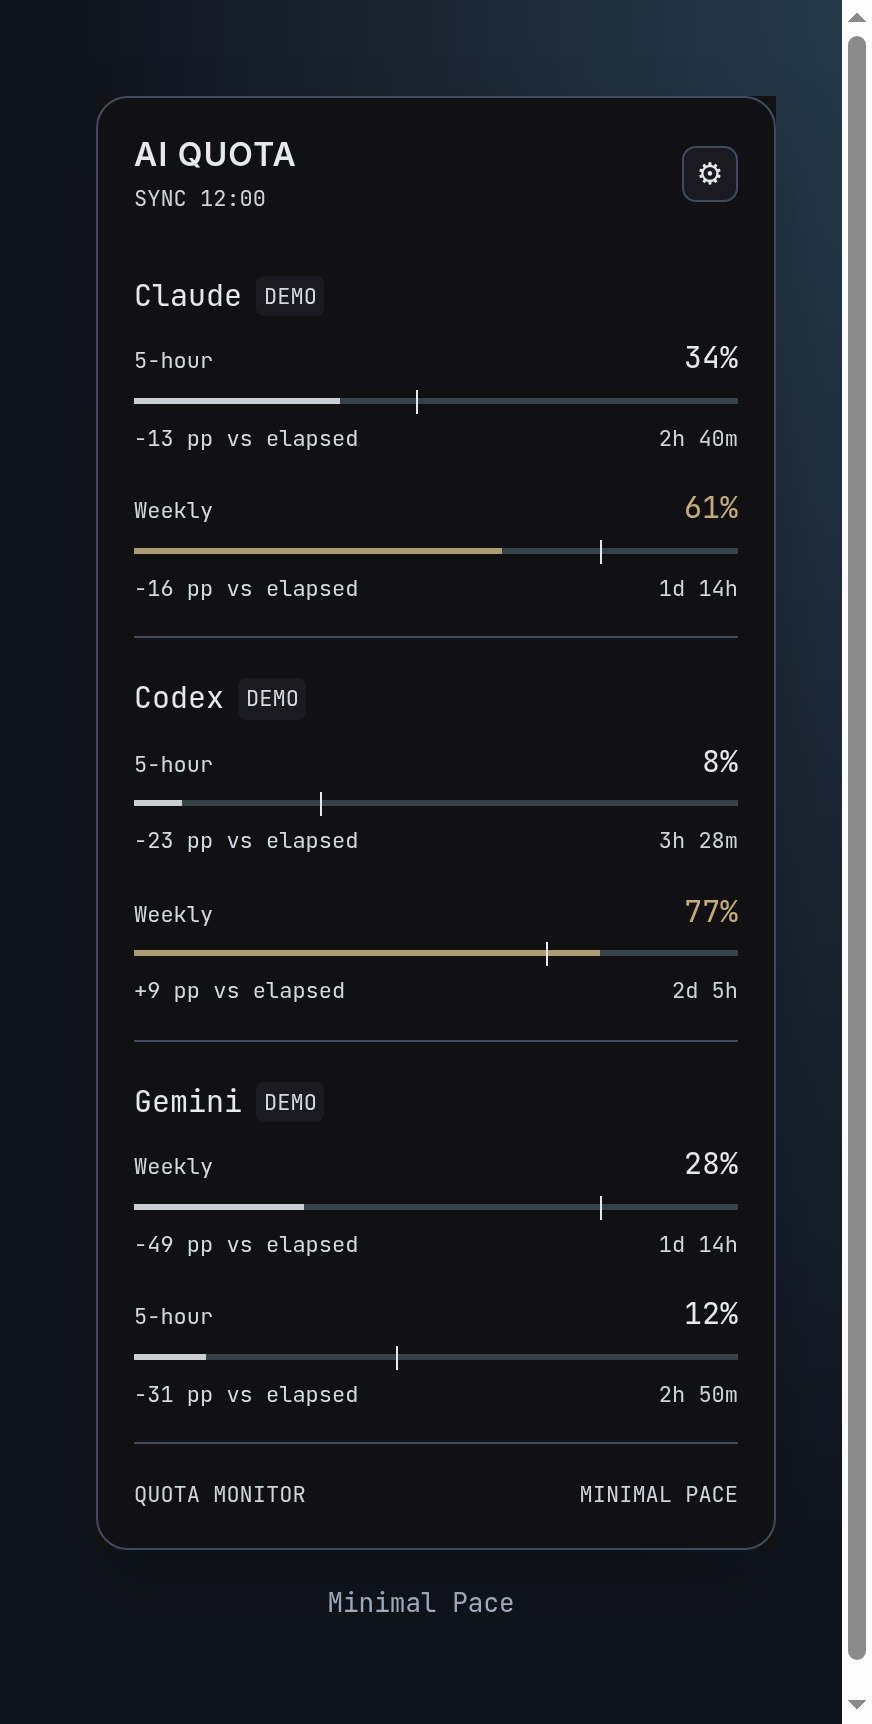 AI QUOTA
SYNC 12:00
Claude DEMO
5-hour 34%
-13 pp vs elapsed 2h 40m
Weekly 61%
-16 pp vs elapsed 1d 14h
Codex DEMO
5-hour 8%
-23 pp vs elapsed 3h 28m
Weekly 77%
+9 pp vs elapsed 2d 5h
Gemini DEMO
Weekly 28%
-49 pp vs elapsed 1d 14h
5-hour 12%
-31 pp vs elapsed 2h 50m
QUOTA MONITOR MINIMAL PACE
Minimal Pace